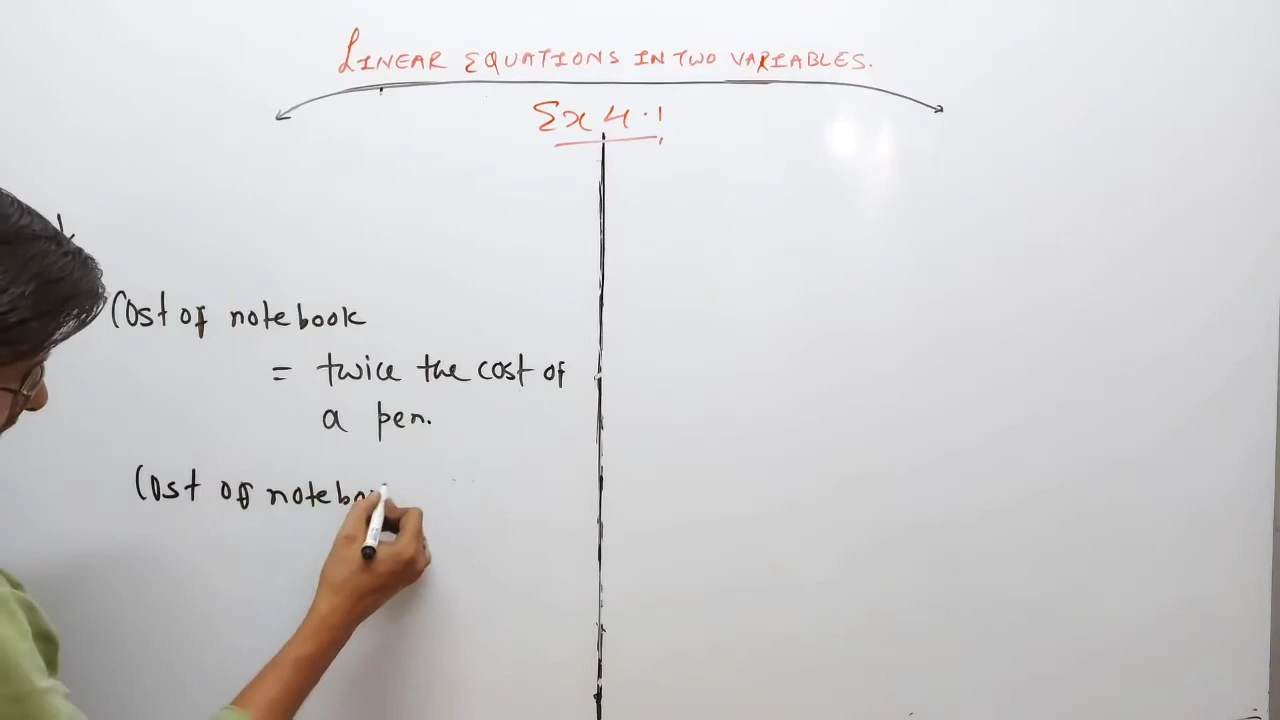 LINEAR EQUATIONS IN TWO VARIABLES.
Ex 4.1
Cost of notebook
= twice the cost of
a pen.
Cost of notebo